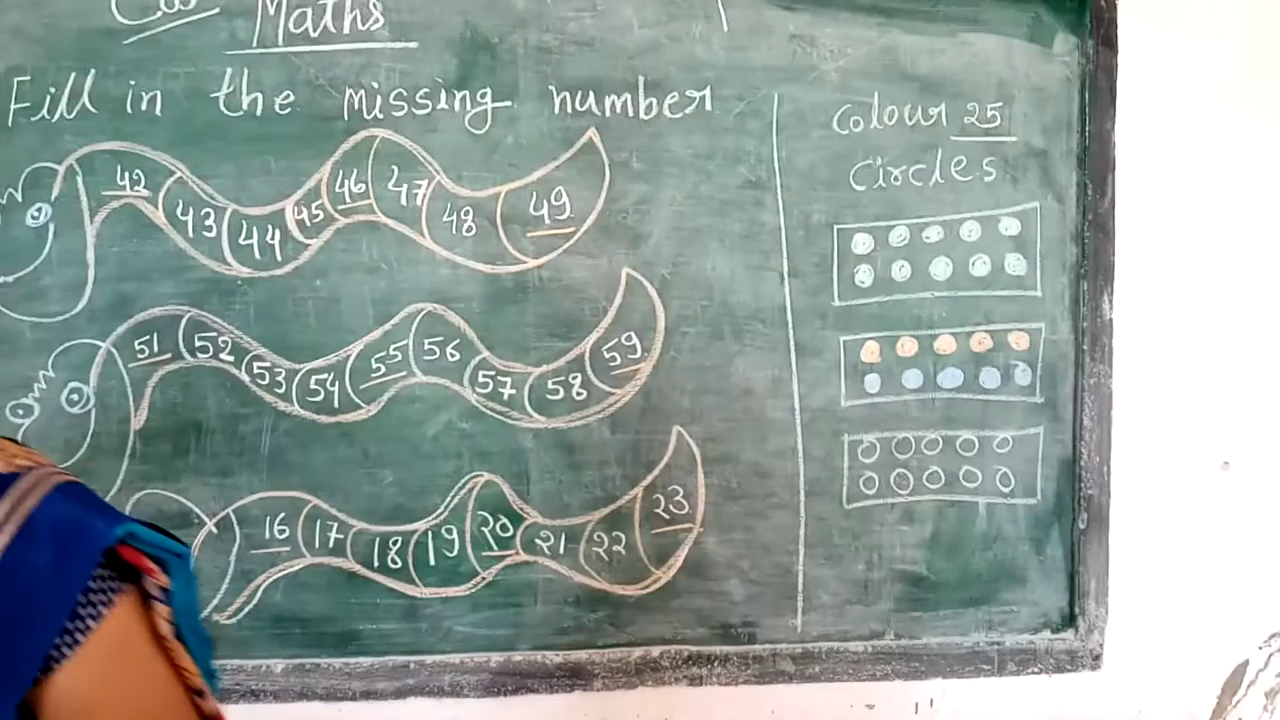 Maths
Fill in the missing number
42 43 44 45 46 47 48 49
51 52 53 54 55 56 57 58 59
16 17 18 19 20 21 22 23
Colour 25
Circles